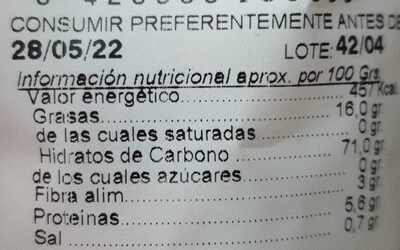 CONSUMIR PREFERENTEMENTE ANTES DE
28/05/22 LOTE: 42/04
Información nutricional aprox. por 100 Grs
Valor energético 457 Kcal
Grasas 16,0 gr
de las cuales saturadas 0 gr
Hidratos de Carbono 71,0 gr
de los cuales azúcares 0 gr
Fibra alim. 3 gr
Proteinas 5,6 gr
Sal 0,7 gr